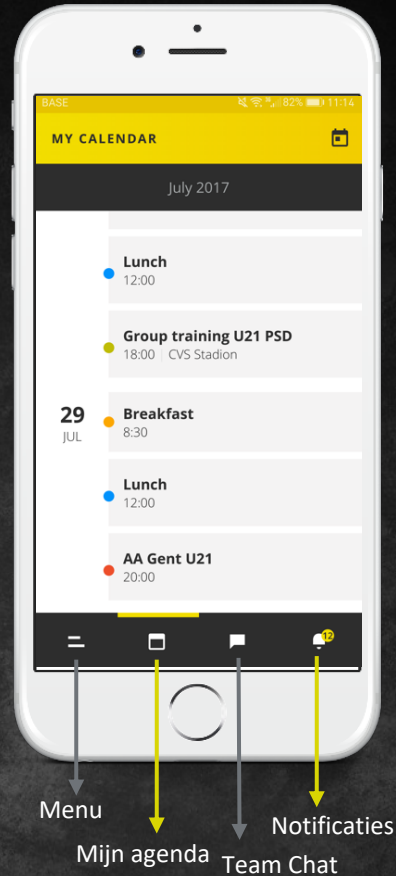 BASE 82% 11:14
MY CALENDAR
July 2017
Lunch
12:00
Group training U21 PSD
18:00 | CVS Stadion
29
JUL
Breakfast
8:30
Lunch
12:00
AA Gent U21
20:00
12
Menu
Mijn agenda
Team Chat
Notificaties